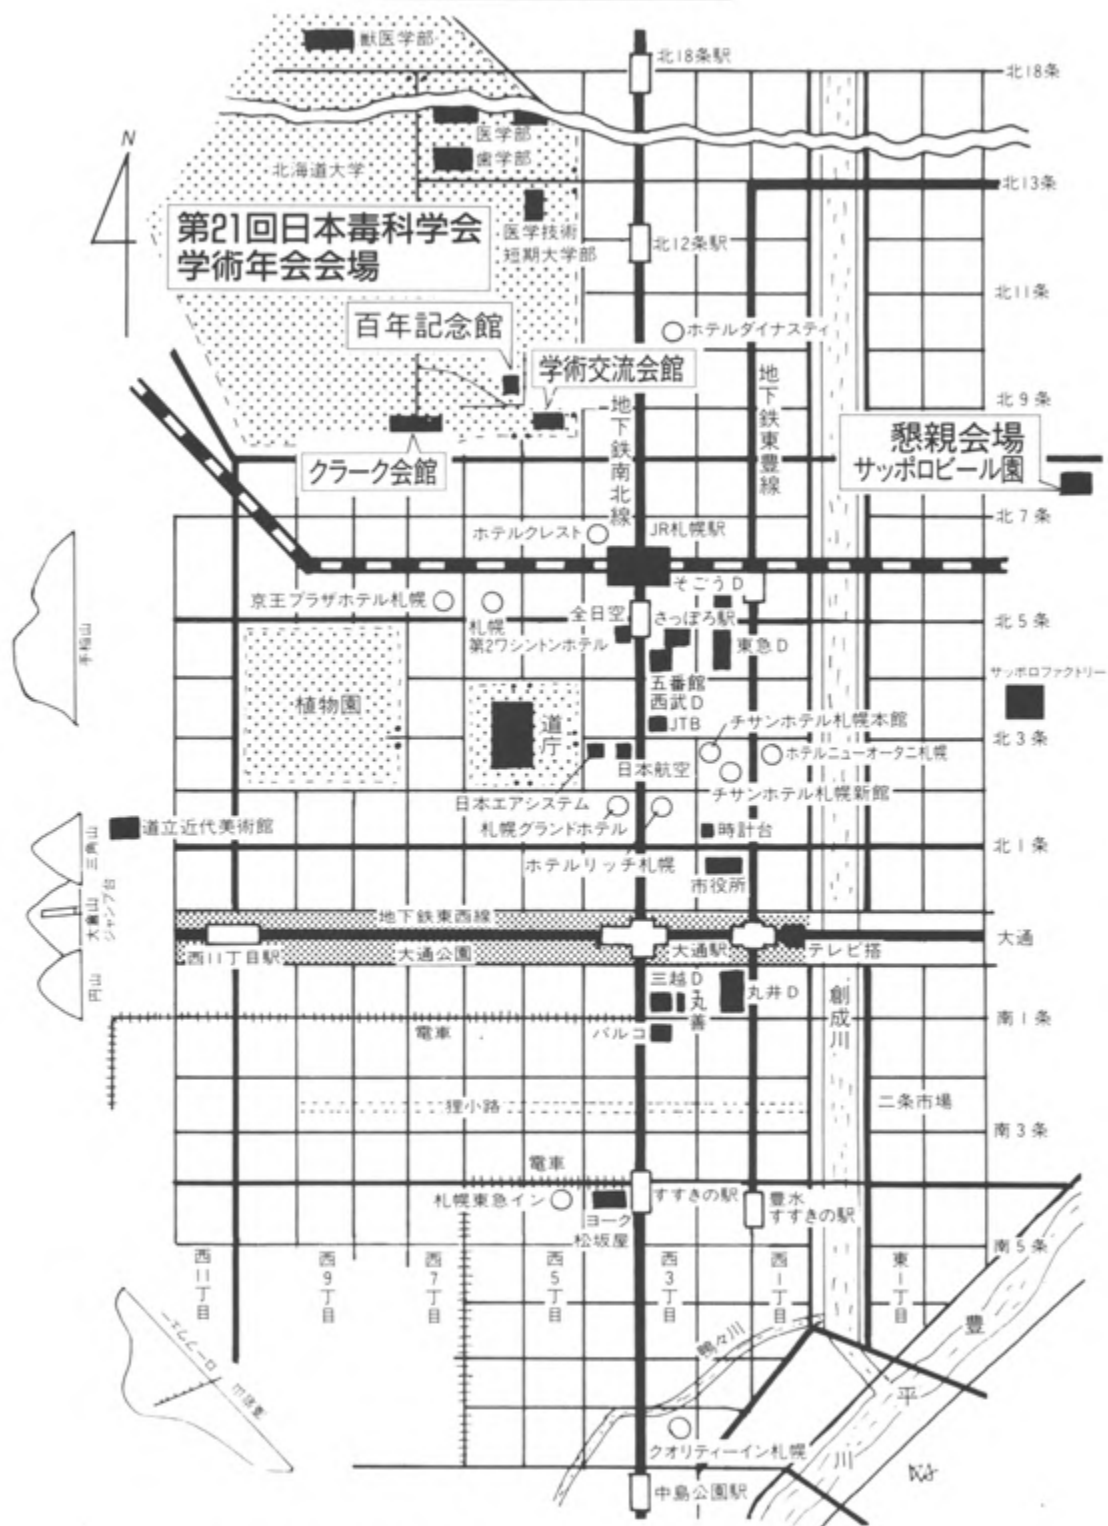 獣医学部
北18条駅
北18条
N
医学部
歯学部
北海道大学
北13条
第21回日本毒科学会
学術年会会場
医学技術
短期大学部
北12条駅
北11条
百年記念館
ホテルダイナスティ
学術交流会館
地下鉄南北線
地下鉄東豊線
北9条
懇親会場
サッポロビール園
クラーク会館
北7条
ホテルクレスト
JR札幌駅
そごうD
京王プラザホテル札幌
札幌
第2ワシントンホテル
全日空
さっぽろ駅
北5条
東急D
手稲山
サッポロファクトリー
植物園
道庁
五番館
西武D
JTB
チサンホテル札幌本館
北3条
ホテルニューオータニ札幌
日本航空
チサンホテル札幌新館
日本エアシステム
札幌グランドホテル
時計台
道立近代美術館
三角山
北1条
ホテルリッチ札幌
市役所
大倉山
ジャンプ台
地下鉄東西線
西11丁目駅
大通公園
大通駅
テレビ搭
大通
円山
三越D
丸善
丸井D
創成川
南1条
電車
パルコ
狸小路
二条市場
南3条
電車
札幌東急イン
ヨーク
松坂屋
すすきの駅
豊水
すすきの駅
南5条
西11丁目
西9丁目
西7丁目
西5丁目
西3丁目
西1丁目
東1丁目
鴨々川
豊平川
ロープウェー
藻岩山
クオリティーイン札幌
中島公園駅